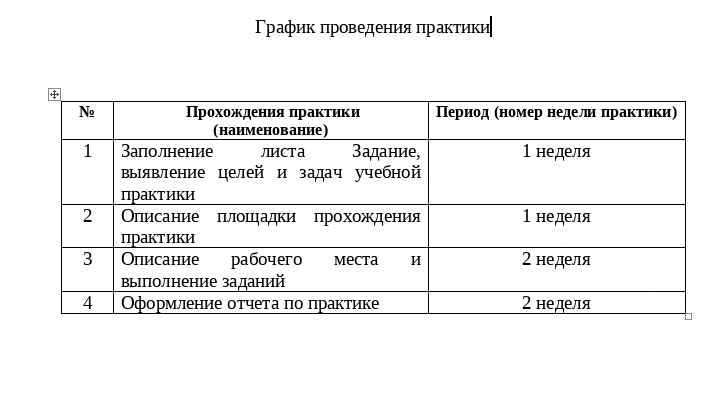 График проведения практики
№ Прохождения практики Период (номер недели практики)
(наименование)
1 Заполнение листа Задание, 1 неделя
выявление целей и задач учебной
практики
2 Описание площадки прохождения 1 неделя
практики
3 Описание рабочего места и 2 неделя
выполнение заданий
4 Оформление отчета по практике 2 неделя